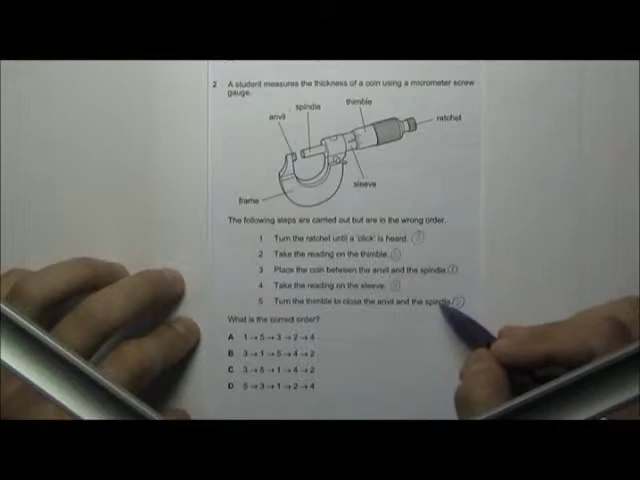 2 A student measures the thickness of a coin using a micrometer screw
gauge.
thimble
spindle
anvil
ratchet
sleeve
frame
The following steps are carried out but are in the wrong order.
1 Turn the ratchet until a 'click' is heard.
2 Take the reading on the thimble.
3 Place the coin between the anvil and the spindle. 1
4 Take the reading on the sleeve.
5 Turn the thimble to close the anvil and the spindle.
What is the correct order?
A 1 → 5 → 3 → 2 → 4
B 3 → 1 → 5 → 4 → 2
C 3 → 5 → 1 → 4 → 2
D 5 → 3 → 1 → 2 → 4